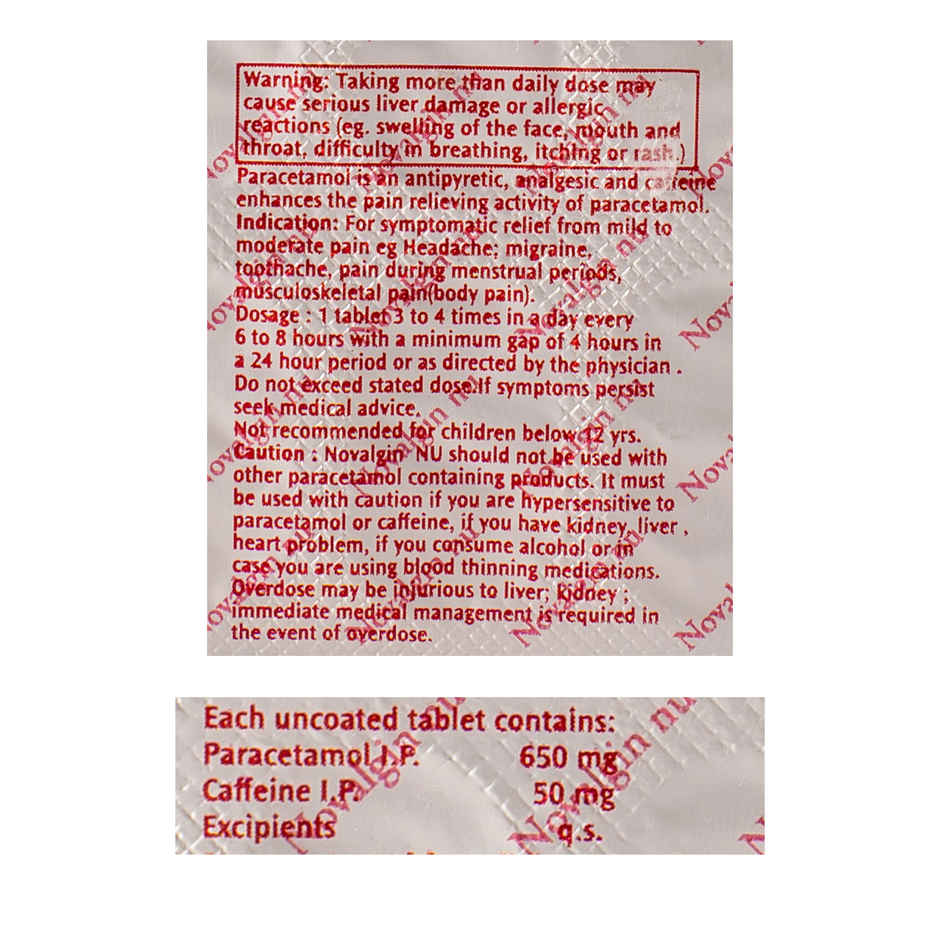 Warning: Taking more than daily dose may
cause serious liver damage or allergic
reactions (eg. swelling of the face, mouth and
throat, difficulty in breathing, itching or rash.)
Paracetamol is an antipyretic, analgesic and caffeine
enhances the pain relieving activity of paracetamol.
Indication: For symptomatic relief from mild to
moderate pain eg Headache; migraine,
toothache, pain during menstrual periods,
musculoskeletal pain(body pain).
Dosage : 1 tablet 3 to 4 times in a day every
6 to 8 hours with a minimum gap of 4 hours in
a 24 hour period or as directed by the physician .
Do not exceed stated dose.If symptoms persist
seek medical advice.
Not recommended for children below 12 yrs.
Caution : Novalgin NU should not be used with
other paracetamol containing products. It must
be used with caution if you are hypersensitive to
paracetamol or caffeine, if you have kidney, liver ,
heart problem, if you consume alcohol or in
case you are using blood thinning medications.
Overdose may be injurious to liver; kidney ;
immediate medical management is required in
the event of overdose.
Each uncoated tablet contains:
Paracetamol I.P. 650 mg
Caffeine I.P. 50 mg
Excipients q.s.
Novalgin nu